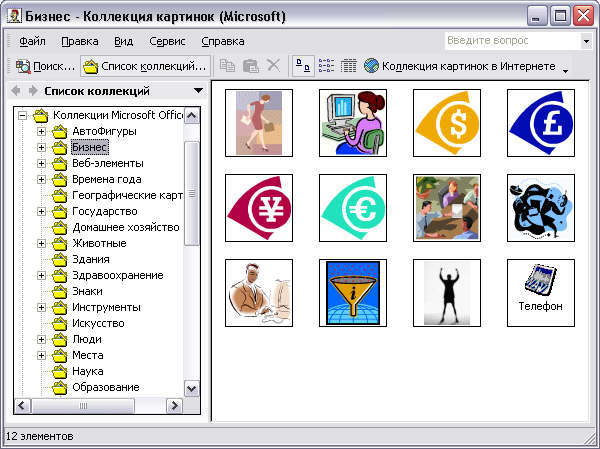 Бизнес - Коллекция картинок (Microsoft)
Файл Правка Вид Сервис Справка Введите вопрос
Поиск... Список коллекций... Коллекция картинок в Интернете
Список коллекций
Коллекции Microsoft Offic
АвтоФигуры
Бизнес
Веб-элементы
Времена года
Географические карт
Государство
Домашнее хозяйство
Животные
Здания
Здравоохранение
Знаки
Инструменты
Искусство
Люди
Места
Наука
Образование
$ £
¥ €
i
Телефон
12 элементов